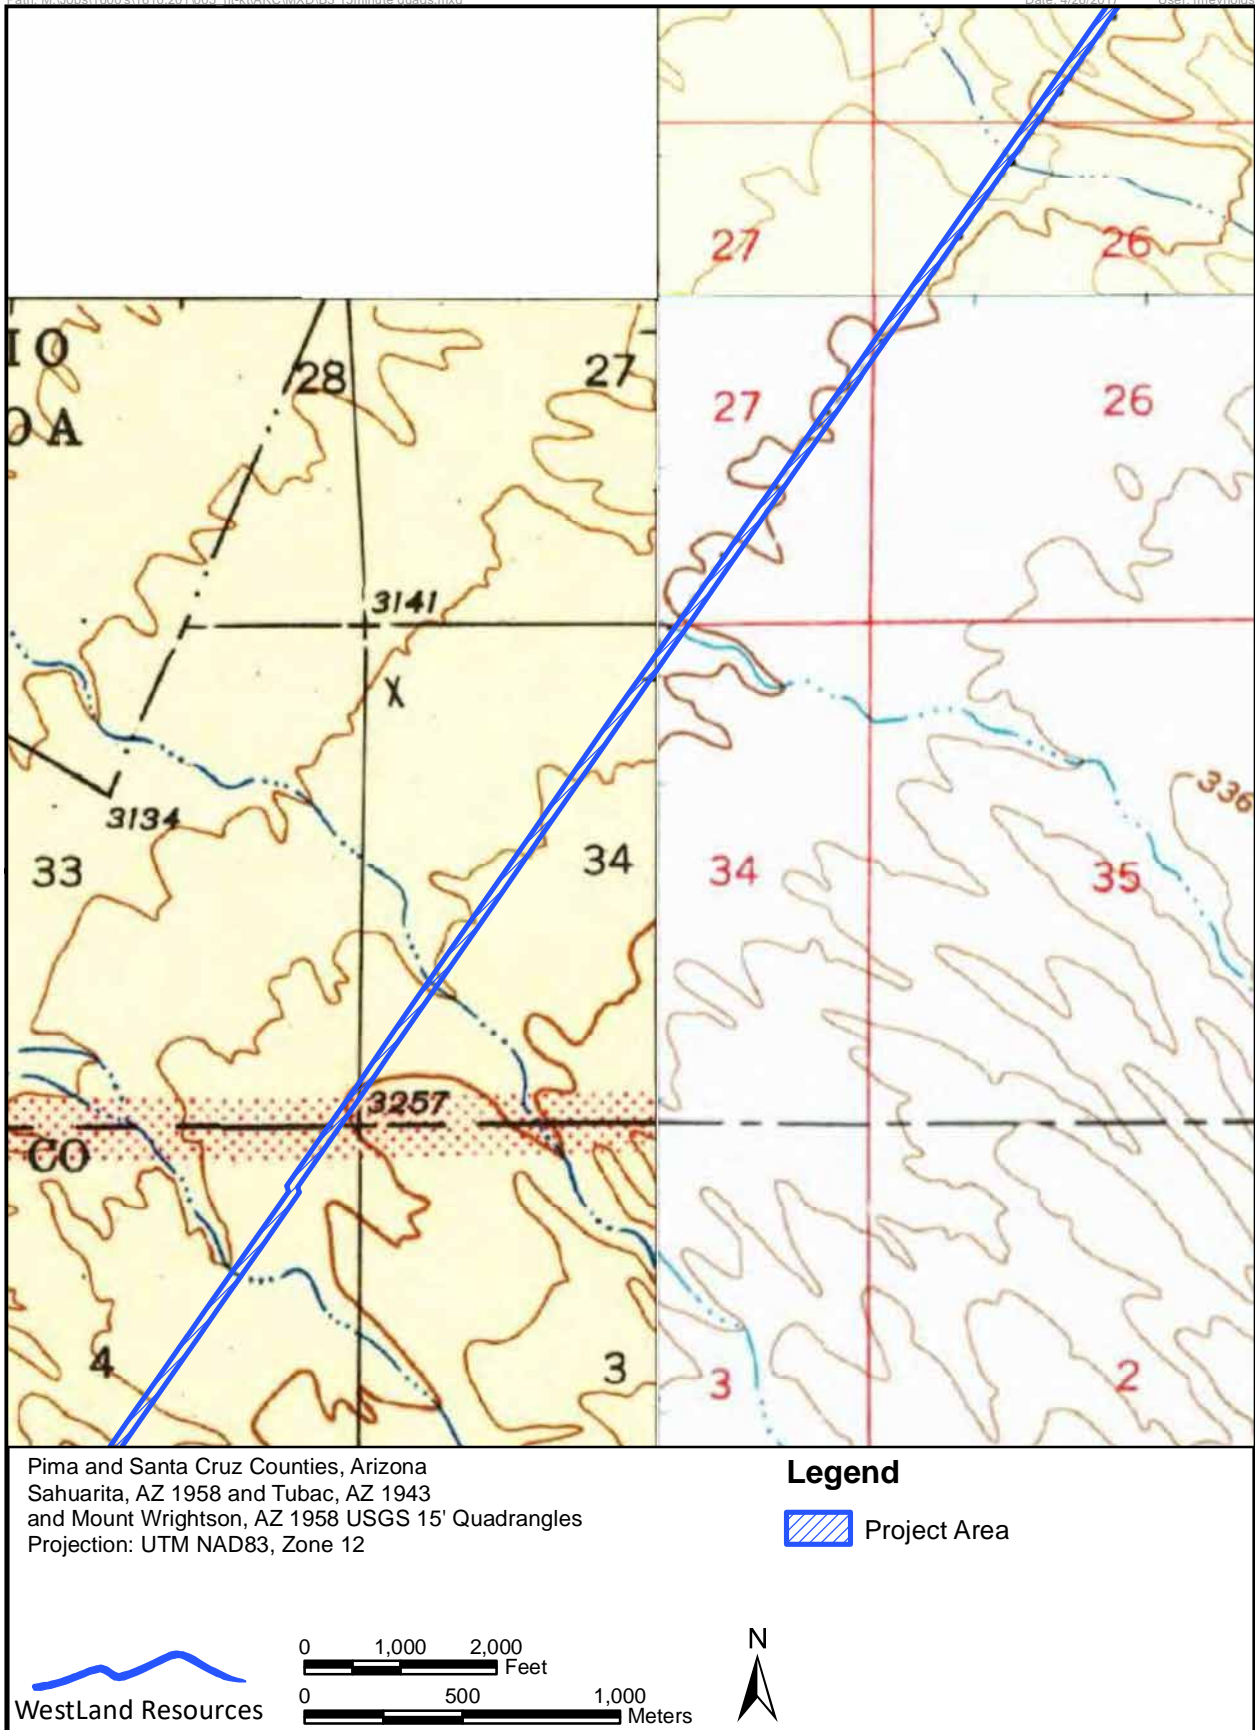 27
26
IO
28
27
27
26
OA
3141
X
3134
336
33
34
34
35
3257
CO
4
3
3
2
Pima and Santa Cruz Counties, Arizona
Sahuarita, AZ 1958 and Tubac, AZ 1943
and Mount Wrightson, AZ 1958 USGS 15' Quadrangles
Projection: UTM NAD83, Zone 12
Legend
Project Area
WestLand Resources
0 1,000 2,000
Feet
0 500 1,000
Meters
N